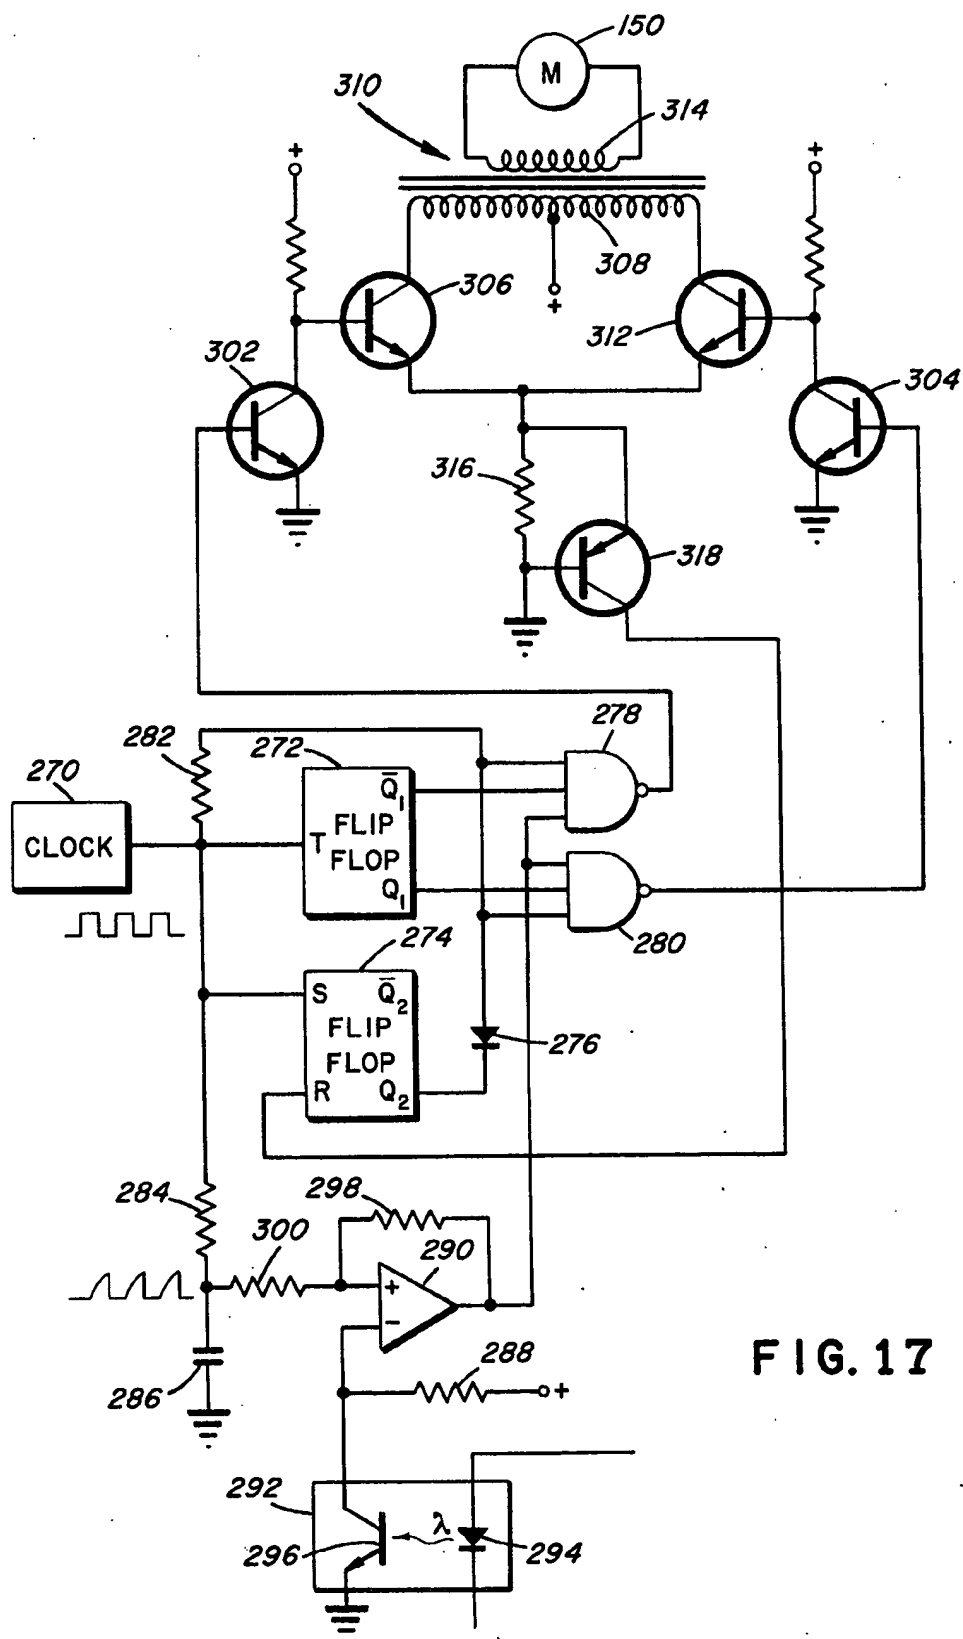 150
M
310
314
+
+
308
306
+
312
302
304
316
318
278
282
272
270
Q̅1
FLIP
CLOCK
T
FLOP
Q1
280
274
S
Q̅2
FLIP
276
FLOP
R
Q2
284
298
300
290
+
−
288
FIG. 17
286
+
292
λ
296
294